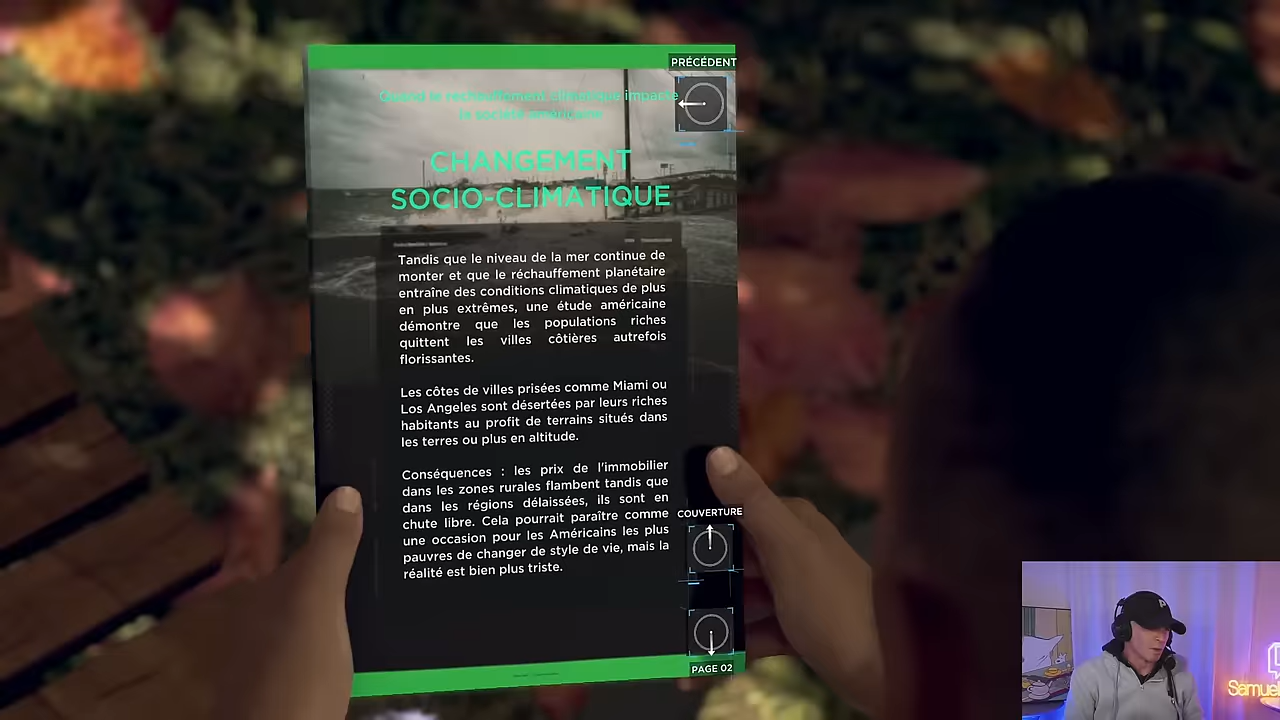 PRÉCÉDENT
Quand le réchauffement climatique impacte
la société américaine
CHANGEMENT
SOCIO-CLIMATIQUE
Tandis que le niveau de la mer continue de
monter et que le réchauffement planétaire
entraîne des conditions climatiques de plus
en plus extrêmes, une étude américaine
démontre que les populations riches
quittent les villes côtières autrefois
florissantes.
Les côtes de villes prisées comme Miami ou
Los Angeles sont désertées par leurs riches
habitants au profit de terrains situés dans
les terres ou plus en altitude.
Conséquences : les prix de l'immobilier
dans les zones rurales flambent tandis que
dans les régions délaissées, ils sont en
chute libre. Cela pourrait paraître comme
une occasion pour les Américains les plus
pauvres de changer de style de vie, mais la
réalité est bien plus triste.
COUVERTURE
PAGE 02
Samuel